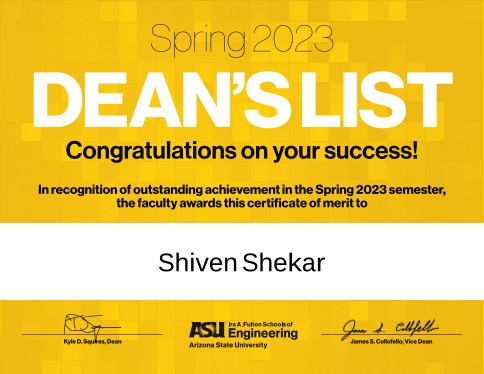 Spring 2023
DEAN'S LIST
Congratulations on your success!
In recognition of outstanding achievement in the Spring 2023 semester,
the faculty awards this certificate of merit to
Shiven Shekar
Kyle D. Squires, Dean
ASU Ira A. Fulton Schools of
Engineering
Arizona State University
James S. Collofello, Vice Dean